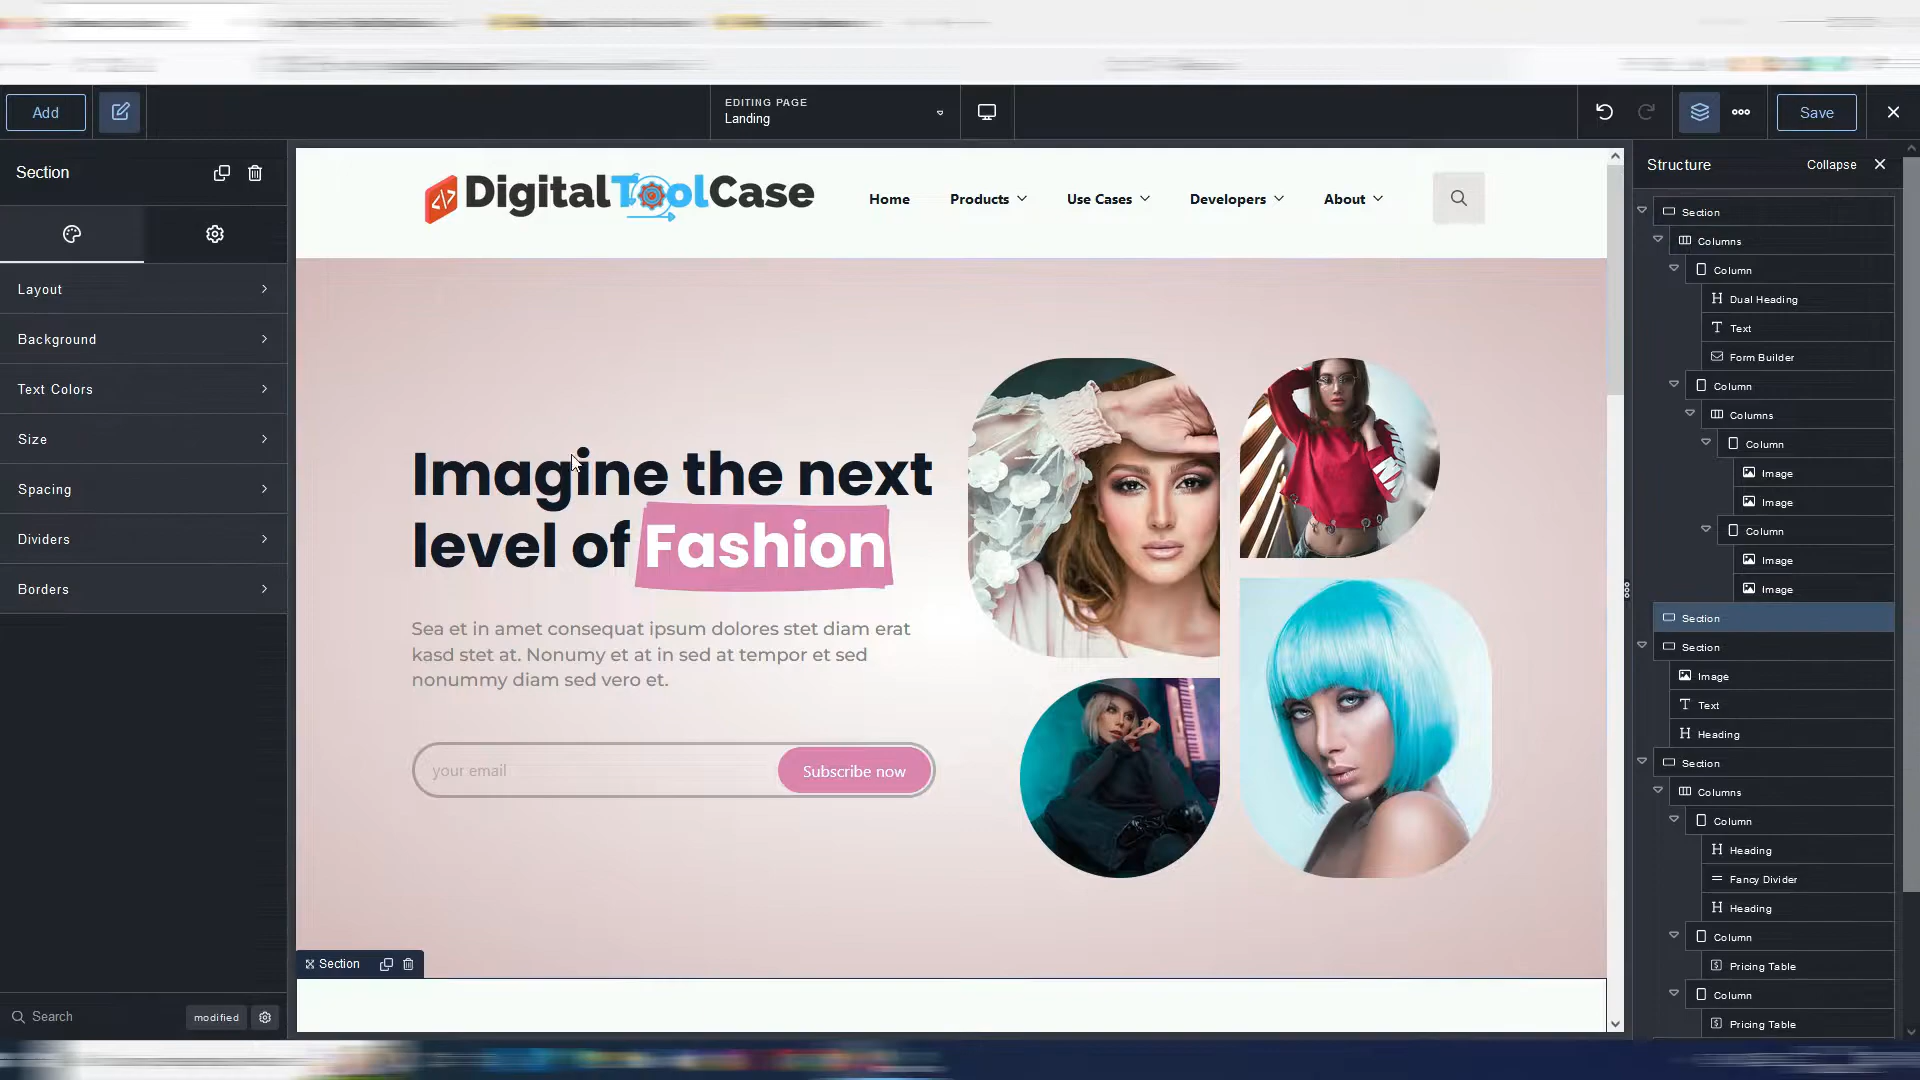 Add
EDITING PAGE
Landing
Save
Section
Layout
Background
Text Colors
Size
Spacing
Dividers
Borders
Search
modified
DigitalToolCase
Home
Products
Use Cases
Developers
About
Imagine the next
level of Fashion
Sea et in amet consequat ipsum dolores stet diam erat
kasd stet at. Nonumy et at in sed at tempor et sed
nonummy diam sed vero et.
your email
Subscribe now
Section
Structure
Collapse
Section
Columns
Column
Dual Heading
Text
Form Builder
Column
Columns
Column
Image
Image
Column
Image
Image
Section
Section
Image
Text
Heading
Section
Columns
Column
Heading
Fancy Divider
Heading
Column
Pricing Table
Column
Pricing Table